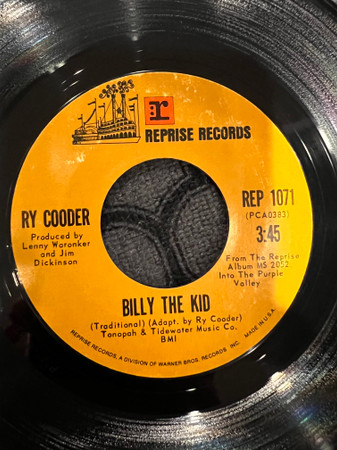 r
REPRISE RECORDS
RY COODER
Produced by
Lenny Waronker
and Jim
Dickinson
REP 1071
(PCA0383)
3:45
From The Reprise
Album MS 2052
Into The Purple
Valley
BILLY THE KID
(Traditional) (Adapt. by Ry Cooder)
Tonopah & Tidewater Music Co.
BMI
REPRISE RECORDS, A DIVISION OF WARNER BROS. RECORDS INC. MADE IN U.S.A.